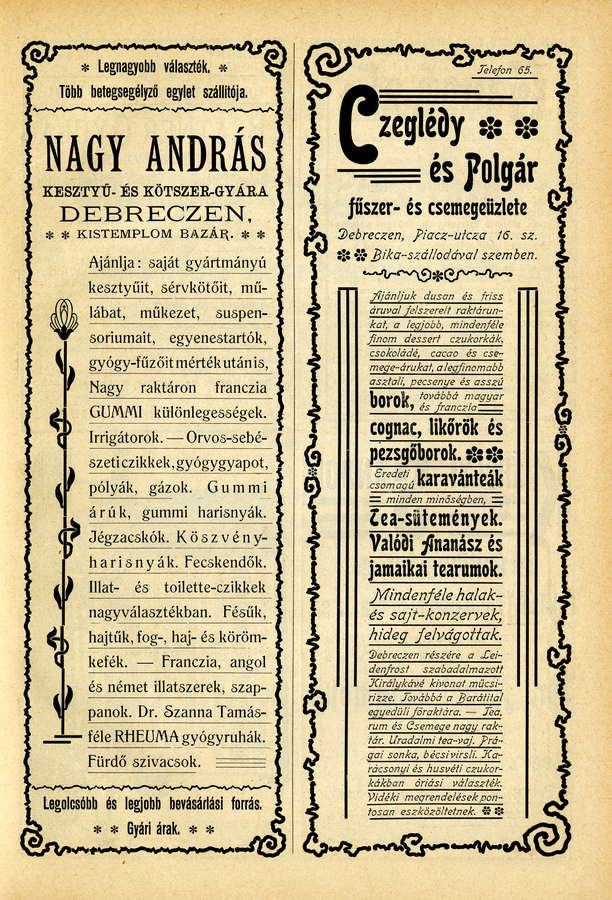 * Legnagyobb választék. *
Több betegsegélyző egylet szállítója.
NAGY ANDRÁS
KESZTYŰ- ÉS KÖTSZER-GYÁRA
DEBRECZEN,
* * KISTEMPLOM BAZÁR. * *
Ajánlja: saját gyártmányú
kesztyűit, sérvkötőit, mű-
lábat, műkezet, suspen-
soriumait, egyenestartók,
gyógy-fűzőit mérték után is,
Nagy raktáron franczia
GUMMI különlegességek.
Irrigátorok. — Orvos-sebé-
szeti czikkek, gyógygyapot,
pólyák, gázok. Gummi
árúk, gummi harisnyák.
Jégzacskók. Köszvény-
harisnyák. Fecskendők.
Illat- és toilette-czikkek
nagy választékban. Fésűk,
hajtűk, fog-, haj- és köröm-
kefék. — Franczia, angol
és német illatszerek, szap-
panok. Dr. Szanna Tamás-
féle RHEUMA gyógyruhák.
Fürdő szivacsok.
Legolcsóbb és legjobb bevásárlási forrás.
* * Gyári árak. * *
Telefon 65.
Czeglédy
és Polgár
fűszer- és csemegeüzlete
Debreczen, Piacz-utcza 16. sz.
Bika-szállodával szemben.
Ajánljuk dusan és friss
áruval felszerelt raktárun-
kat, a legjobb, mindenféle
finom dessert czukorkák,
csokoládé, cacao és cse-
mege-árukat, a legfinomabb
asztali, pecsenye és asszú
borok, továbbá magyar
és franczia
cognac, likőrök és
pezsgőborok.
Eredeti
csomagú karavánteák
minden minőségben,
Tea-sütemények.
Valódi Ananász és
jamaikai tearumok.
Mindenféle halak-
és sajt-konzervek,
hideg felvágottak.
Debreczen részére a Lei-
denfrost szabadalmazott
Királykávé kivonat műcsi-
rizze. Továbbá a Barátital
egyedüli főraktára. — Tea,
rum és Csemege nagy rak-
tár. Uradalmi tea-vaj. Prá-
gai sonka, bécsi virsli. Ka-
rácsonyi és husvéti czukor-
kákban óriási választék.
Vidéki megrendelések pon-
tosan eszközöltetnek.